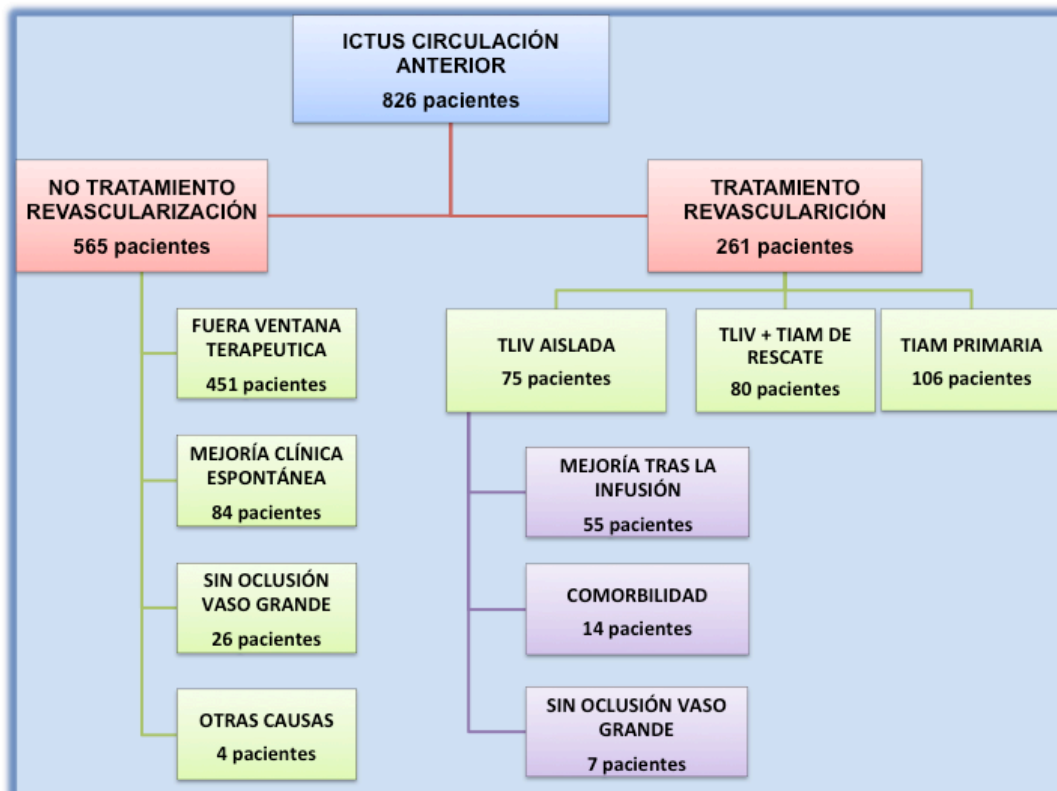 ICTUS CIRCULACIÓN
ANTERIOR
826 pacientes
NO TRATAMIENTO
REVASCULARIZACIÓN
565 pacientes
TRATAMIENTO
REVASCULARICIÓN
261 pacientes
FUERA VENTANA
TERAPEUTICA
451 pacientes
MEJORÍA CLÍNICA
ESPONTÁNEA
84 pacientes
SIN OCLUSIÓN
VASO GRANDE
26 pacientes
OTRAS CAUSAS
4 pacientes
TLIV AISLADA
75 pacientes
TLIV + TIAM DE
RESCATE
80 pacientes
TIAM PRIMARIA
106 pacientes
MEJORÍA TRAS LA
INFUSIÓN
55 pacientes
COMORBILIDAD
14 pacientes
SIN OCLUSIÓN VASO
GRANDE
7 pacientes